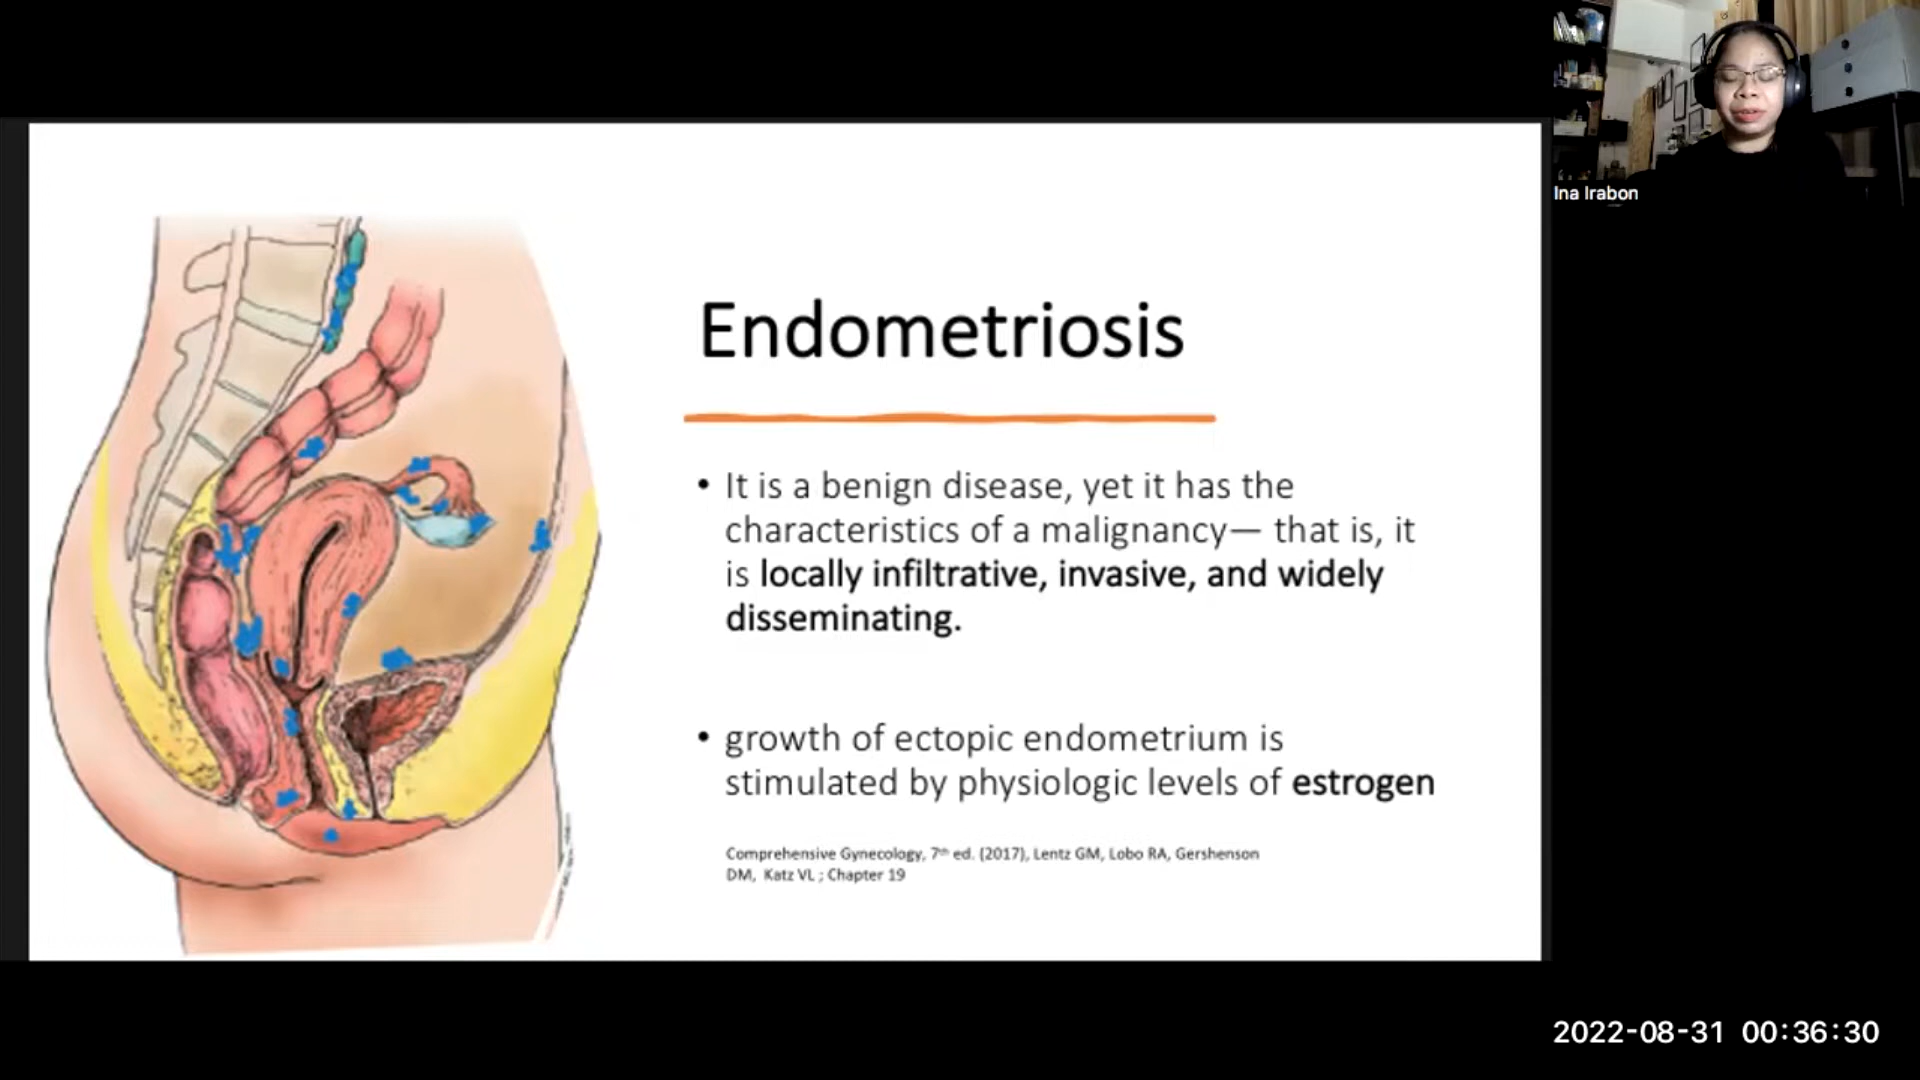 Ina Irabon
Endometriosis
• It is a benign disease, yet it has the
characteristics of a malignancy— that is, it
is locally infiltrative, invasive, and widely
disseminating.
• growth of ectopic endometrium is
stimulated by physiologic levels of estrogen
Comprehensive Gynecology, 7th ed. (2017), Lentz GM, Lobo RA, Gershenson
DM, Katz VL ; Chapter 19
2022-08-31 00:36:30